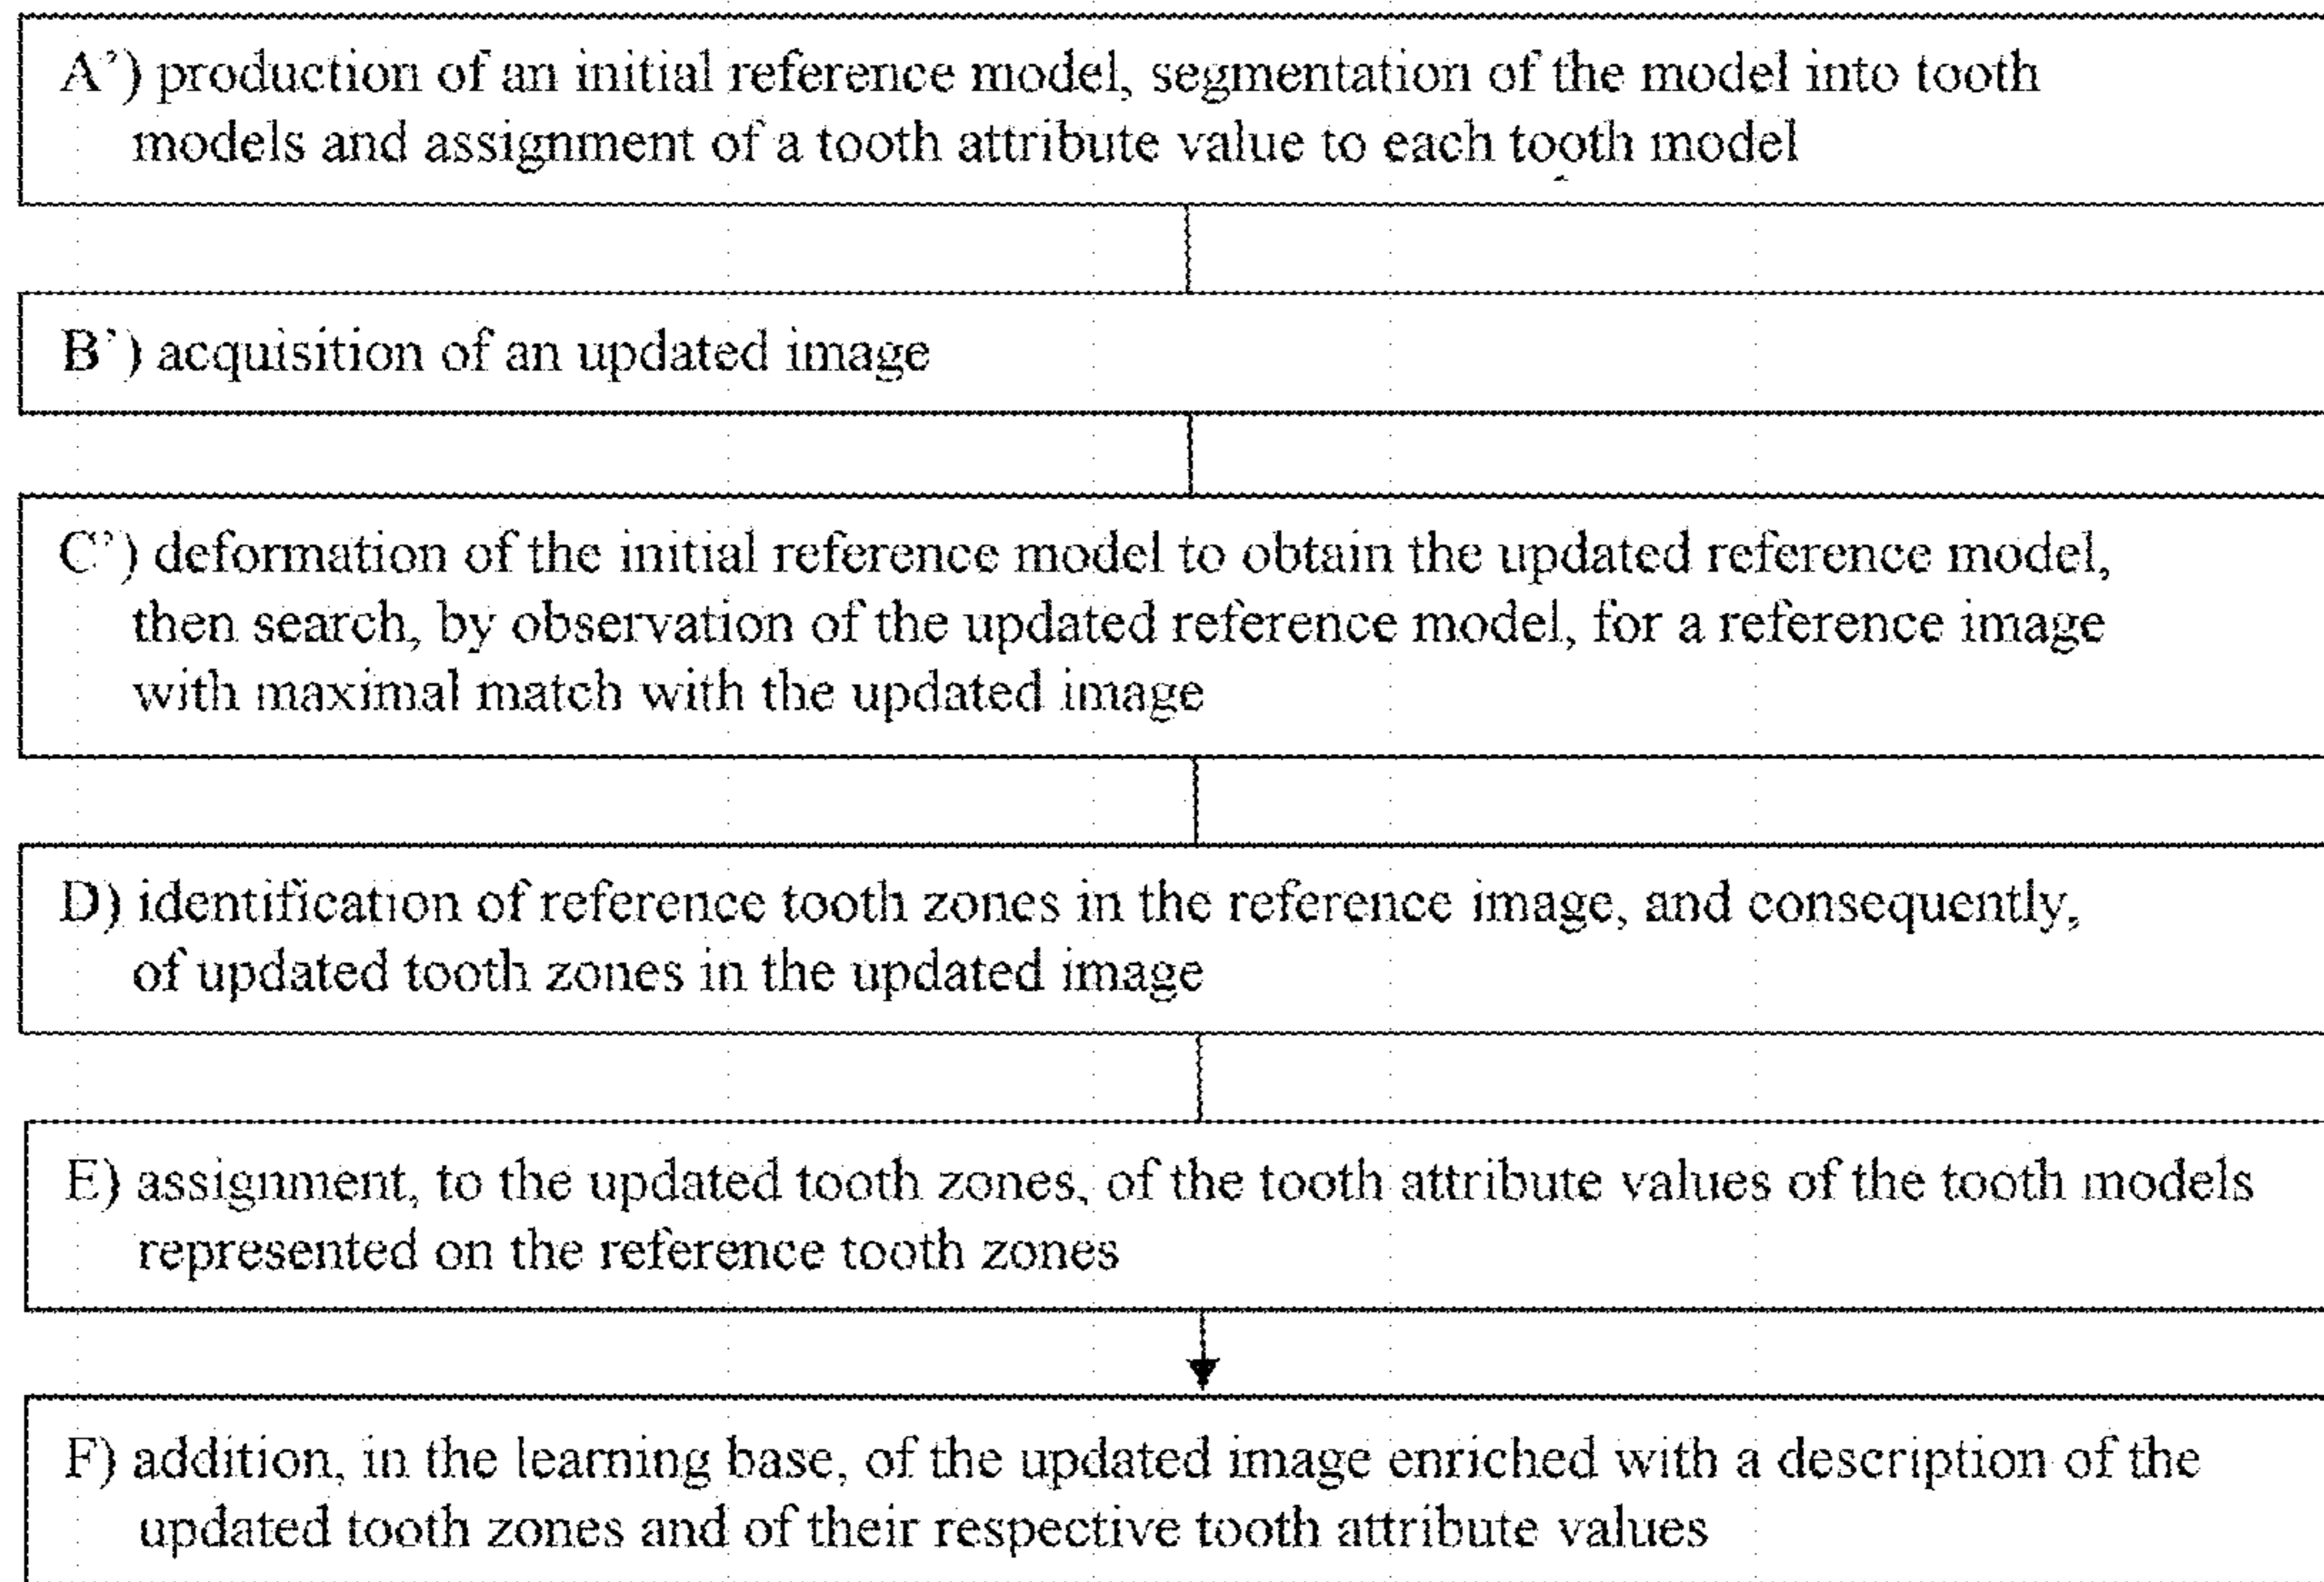 A’) production of an initial reference model, segmentation of the model into tooth
models and assignment of a tooth attribute value to each tooth model
B’) acquisition of an updated image
C’) deformation of the initial reference model to obtain the updated reference model,
then search, by observation of the updated reference model, for a reference image
with maximal match with the updated image
D) identification of reference tooth zones in the reference image, and consequently,
of updated tooth zones in the updated image
E) assignment, to the updated tooth zones, of the tooth attribute values of the tooth models
represented on the reference tooth zones
F) addition, in the learning base, of the updated image enriched with a description of the
updated tooth zones and of their respective tooth attribute values